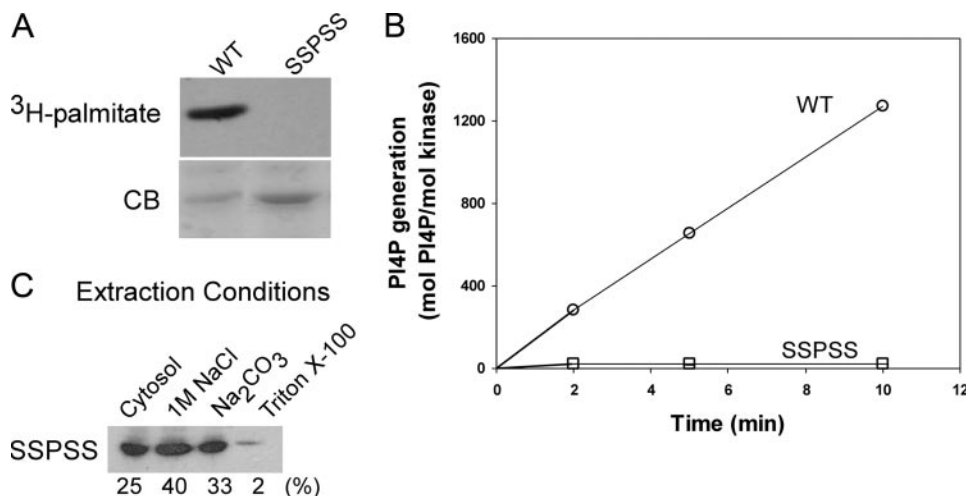 A
WT
SSPSS
³H-palmitate
CB
B
PI4P generation
(mol PI4P/mol kinase)
1600
1200
800
400
0
WT
SSPSS
0
2
4
6
8
10
12
Time (min)
C
Extraction Conditions
Cytosol
1M NaCl
Na₂CO₃
Triton X-100
SSPSS
25 40 33 2 (%)